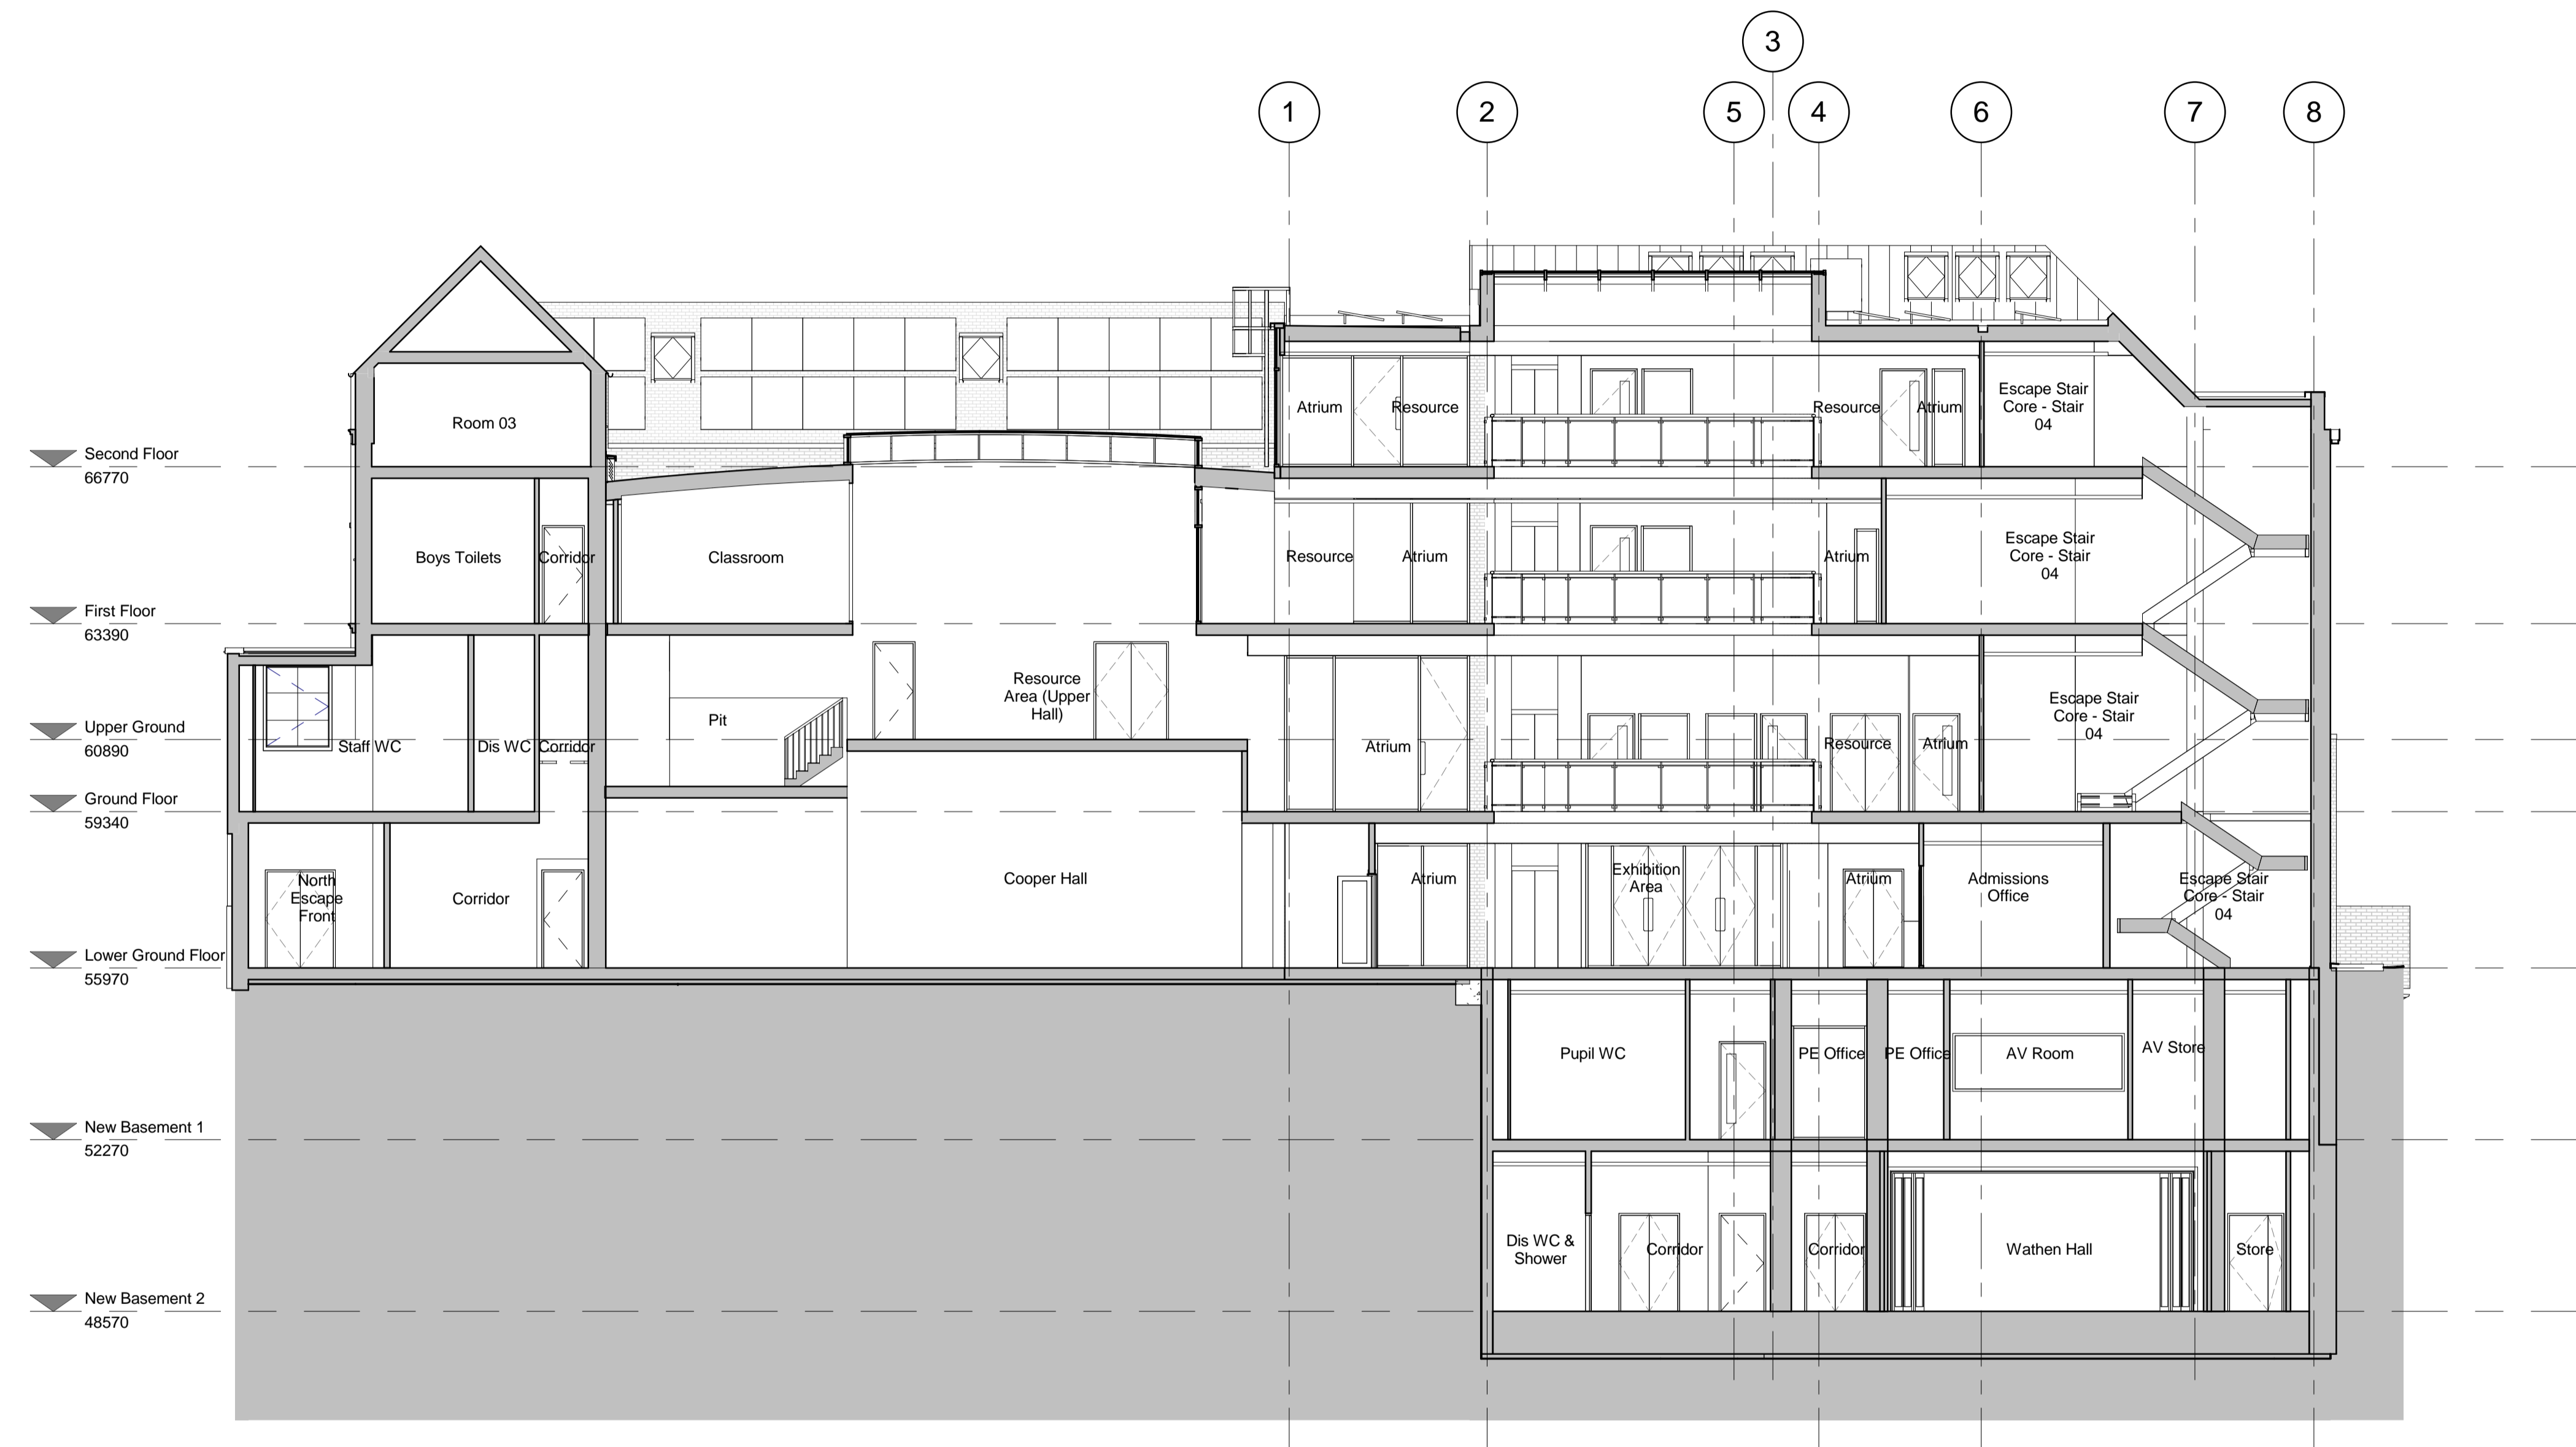 3
1
2
5
4
6
7
8
Second Floor
66770
First Floor
63390
Upper Ground
60890
Ground Floor
59340
Lower Ground Floor
55970
New Basement 1
52270
New Basement 2
48570
Room 03
Atrium
Resource
Resource
Atrium
Escape Stair
Core - Stair
04
Boys Toilets
Corridor
Classroom
Resource
Atrium
Atrium
Escape Stair
Core - Stair
04
Staff WC
Dis WC
Corridor
Pit
Resource
Area (Upper
Hall)
Atrium
Resource
Atrium
Escape Stair
Core - Stair
04
North
Escape
Front
Corridor
Cooper Hall
Atrium
Exhibition
Area
Atrium
Admissions
Office
Escape Stair
Core - Stair
04
Pupil WC
PE Office
PE Office
AV Room
AV Store
Dis WC &
Shower
Corridor
Corridor
Wathen Hall
Store